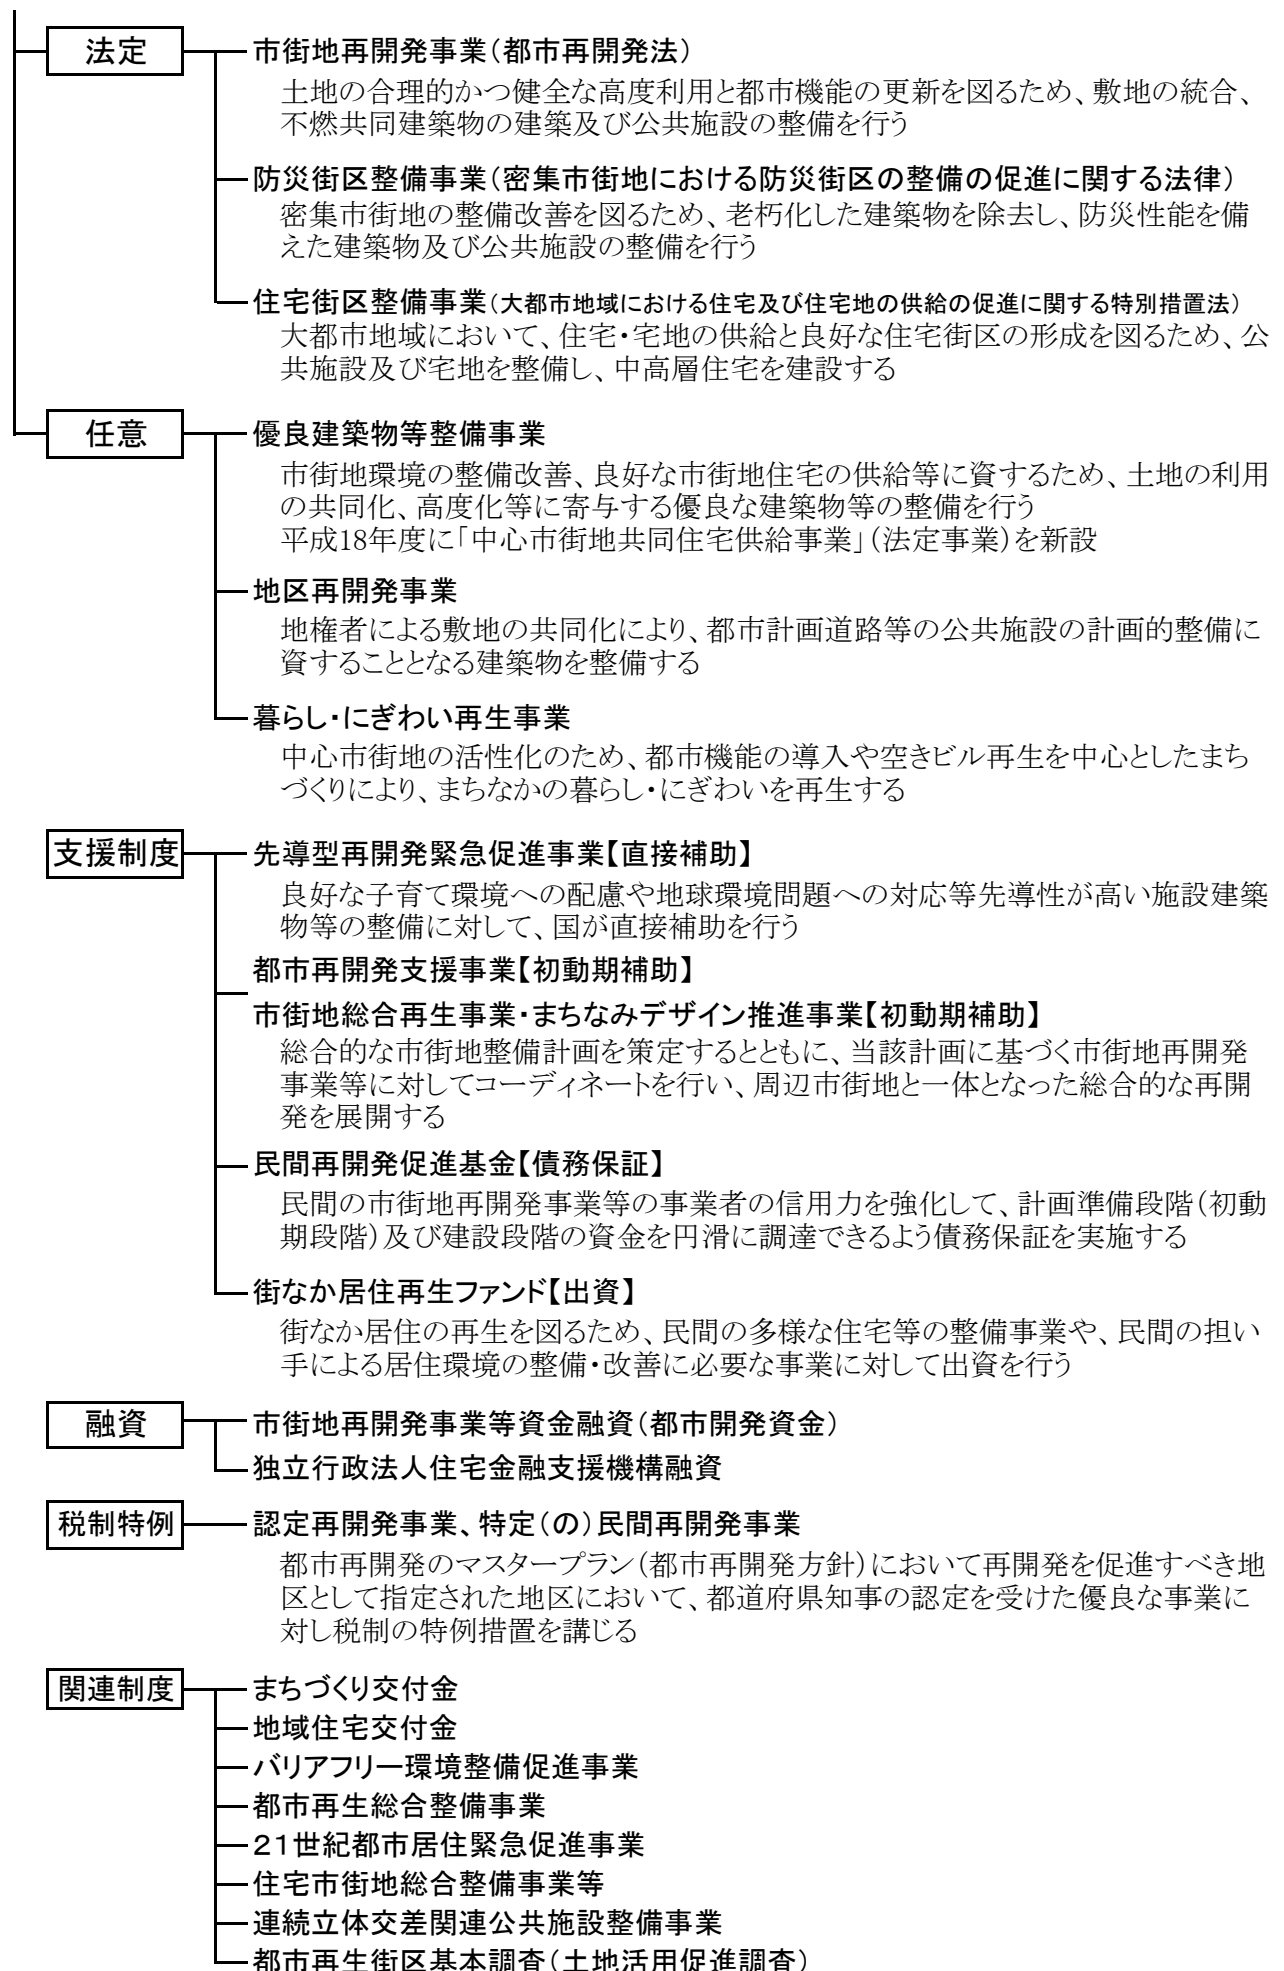 法定
市街地再開発事業（都市再開発法）
土地の合理的かつ健全な高度利用と都市機能の更新を図るため、敷地の統合、
不燃共同建築物の建築及び公共施設の整備を行う
防災街区整備事業（密集市街地における防災街区の整備の促進に関する法律）
密集市街地の整備改善を図るため、老朽化した建築物を除去し、防災性能を備
えた建築物及び公共施設の整備を行う
住宅街区整備事業（大都市地域における住宅及び住宅地の供給の促進に関する特別措置法）
大都市地域において、住宅・宅地の供給と良好な住宅街区の形成を図るため、公
共施設及び宅地を整備し、中高層住宅を建設する
任意
優良建築物等整備事業
市街地環境の整備改善、良好な市街地住宅の供給等に資するため、土地の利用
の共同化、高度化等に寄与する優良な建築物等の整備を行う
平成18年度に「中心市街地共同住宅供給事業」（法定事業）を新設
地区再開発事業
地権者による敷地の共同化により、都市計画道路等の公共施設の計画的整備に
資することとなる建築物を整備する
暮らし・にぎわい再生事業
中心市街地の活性化のため、都市機能の導入や空きビル再生を中心としたまち
づくりにより、まちなかの暮らし・にぎわいを再生する
支援制度
先導型再開発緊急促進事業【直接補助】
良好な子育て環境への配慮や地球環境問題への対応等先導性が高い施設建築
物等の整備に対して、国が直接補助を行う
都市再開発支援事業【初動期補助】
市街地総合再生事業・まちなみデザイン推進事業【初動期補助】
総合的な市街地整備計画を策定するとともに、当該計画に基づく市街地再開発
事業等に対してコーディネートを行い、周辺市街地と一体となった総合的な再開
発を展開する
民間再開発促進基金【債務保証】
民間の市街地再開発事業等の事業者の信用力を強化して、計画準備段階（初動
期段階）及び建設段階の資金を円滑に調達できるよう債務保証を実施する
街なか居住再生ファンド【出資】
街なか居住の再生を図るため、民間の多様な住宅等の整備事業や、民間の担い
手による居住環境の整備・改善に必要な事業に対して出資を行う
融資
市街地再開発事業等資金融資（都市開発資金）
独立行政法人住宅金融支援機構融資
税制特例
認定再開発事業、特定（の）民間再開発事業
都市再開発のマスタープラン（都市再開発方針）において再開発を促進すべき地
区として指定された地区において、都道府県知事の認定を受けた優良な事業に
対し税制の特例措置を講じる
関連制度
まちづくり交付金
地域住宅交付金
バリアフリー環境整備促進事業
都市再生総合整備事業
２１世紀都市居住緊急促進事業
住宅市街地総合整備事業等
連続立体交差関連公共施設整備事業
都市再生街区基本調査（土地活用促進調査）